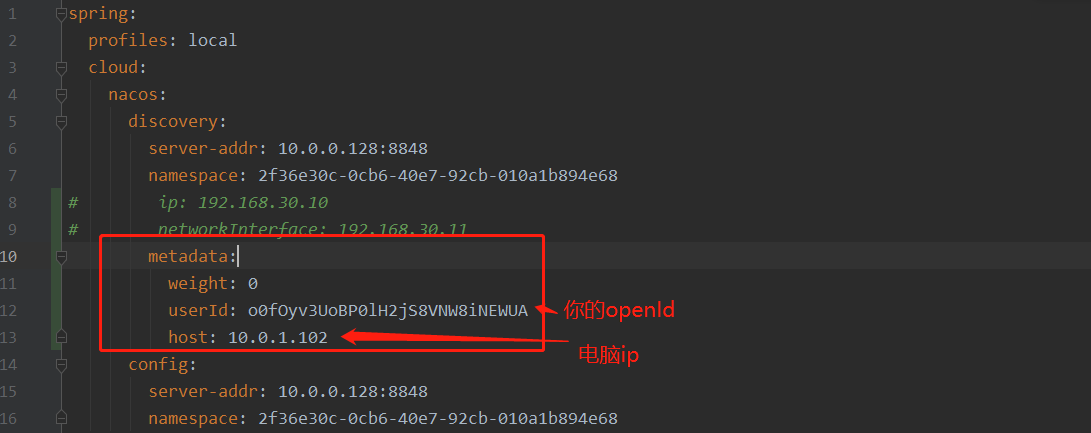 1 spring:
2 profiles: local
3 cloud:
4 nacos:
5 discovery:
6 server-addr: 10.0.0.128:8848
7 namespace: 2f36e30c-0cb6-40e7-92cb-010a1b894e68
8 # ip: 192.168.30.10
9 # networkInterface: 192.168.30.11
10 metadata:
11 weight: 0
12 userId: o0fOyv3UoBP0lH2jS8VNW8iNEWUA 你的openId
13 host: 10.0.1.102
电脑ip
14 config:
15 server-addr: 10.0.0.128:8848
16 namespace: 2f36e30c-0cb6-40e7-92cb-010a1b894e68